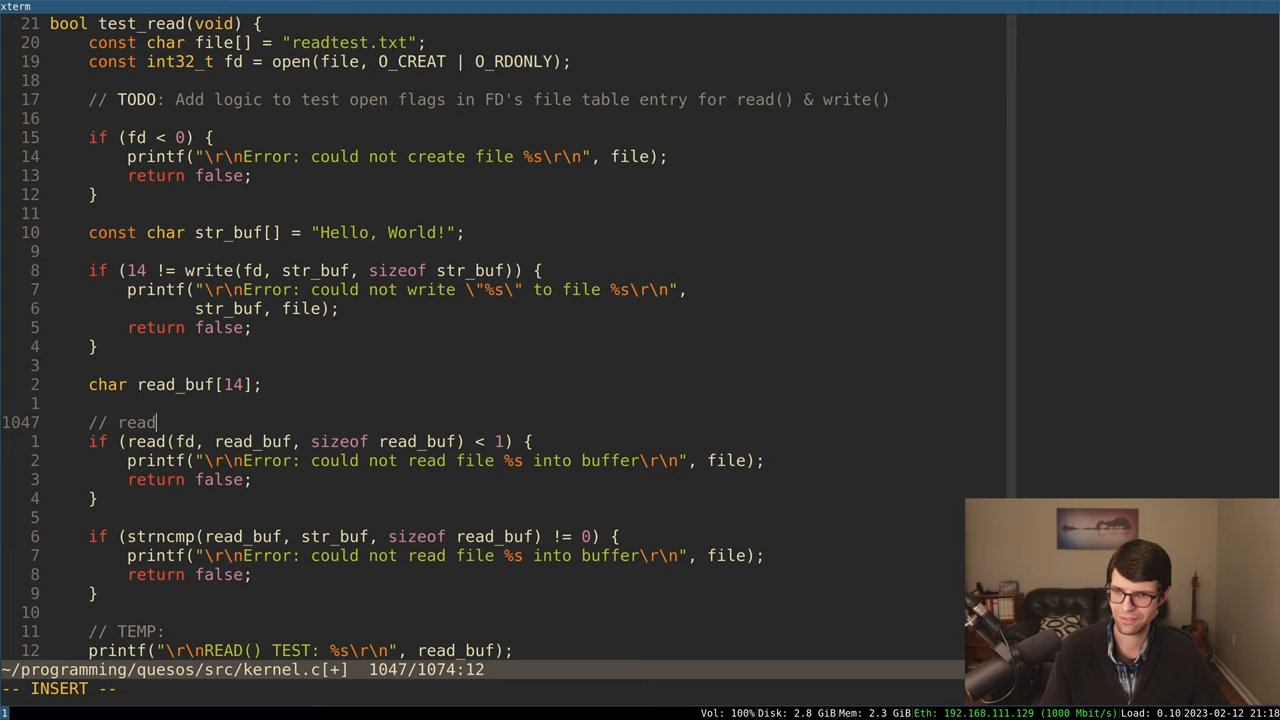 xterm
21 bool test_read(void) {
20 const char file[] = "readtest.txt";
19 const int32_t fd = open(file, O_CREAT | O_RDONLY);
18
17 // TODO: Add logic to test open flags in FD's file table entry for read() & write()
16
15 if (fd < 0) {
14 printf("\r\nError: could not create file %s\r\n", file);
13 return false;
12 }
11
10 const char str_buf[] = "Hello, World!";
9
8 if (14 != write(fd, str_buf, sizeof str_buf)) {
7 printf("\r\nError: could not write \"%s\" to file %s\r\n",
6 str_buf, file);
5 return false;
4 }
3
2 char read_buf[14];
1
1047 // read
1 if (read(fd, read_buf, sizeof read_buf) < 1) {
2 printf("\r\nError: could not read file %s into buffer\r\n", file);
3 return false;
4 }
5
6 if (strncmp(read_buf, str_buf, sizeof read_buf) != 0) {
7 printf("\r\nError: could not read file %s into buffer\r\n", file);
8 return false;
9 }
10
11 // TEMP:
12 printf("\r\nREAD() TEST: %s\r\n", read_buf);
~/programming/quesos/src/kernel.c[+] 1047/1074:12
-- INSERT --
1 Vol: 100% Disk: 2.8 GiB Mem: 2.3 GiB Eth: 192.168.111.129 (1000 Mbit/s) Load: 0.10 2023-02-12 21:18